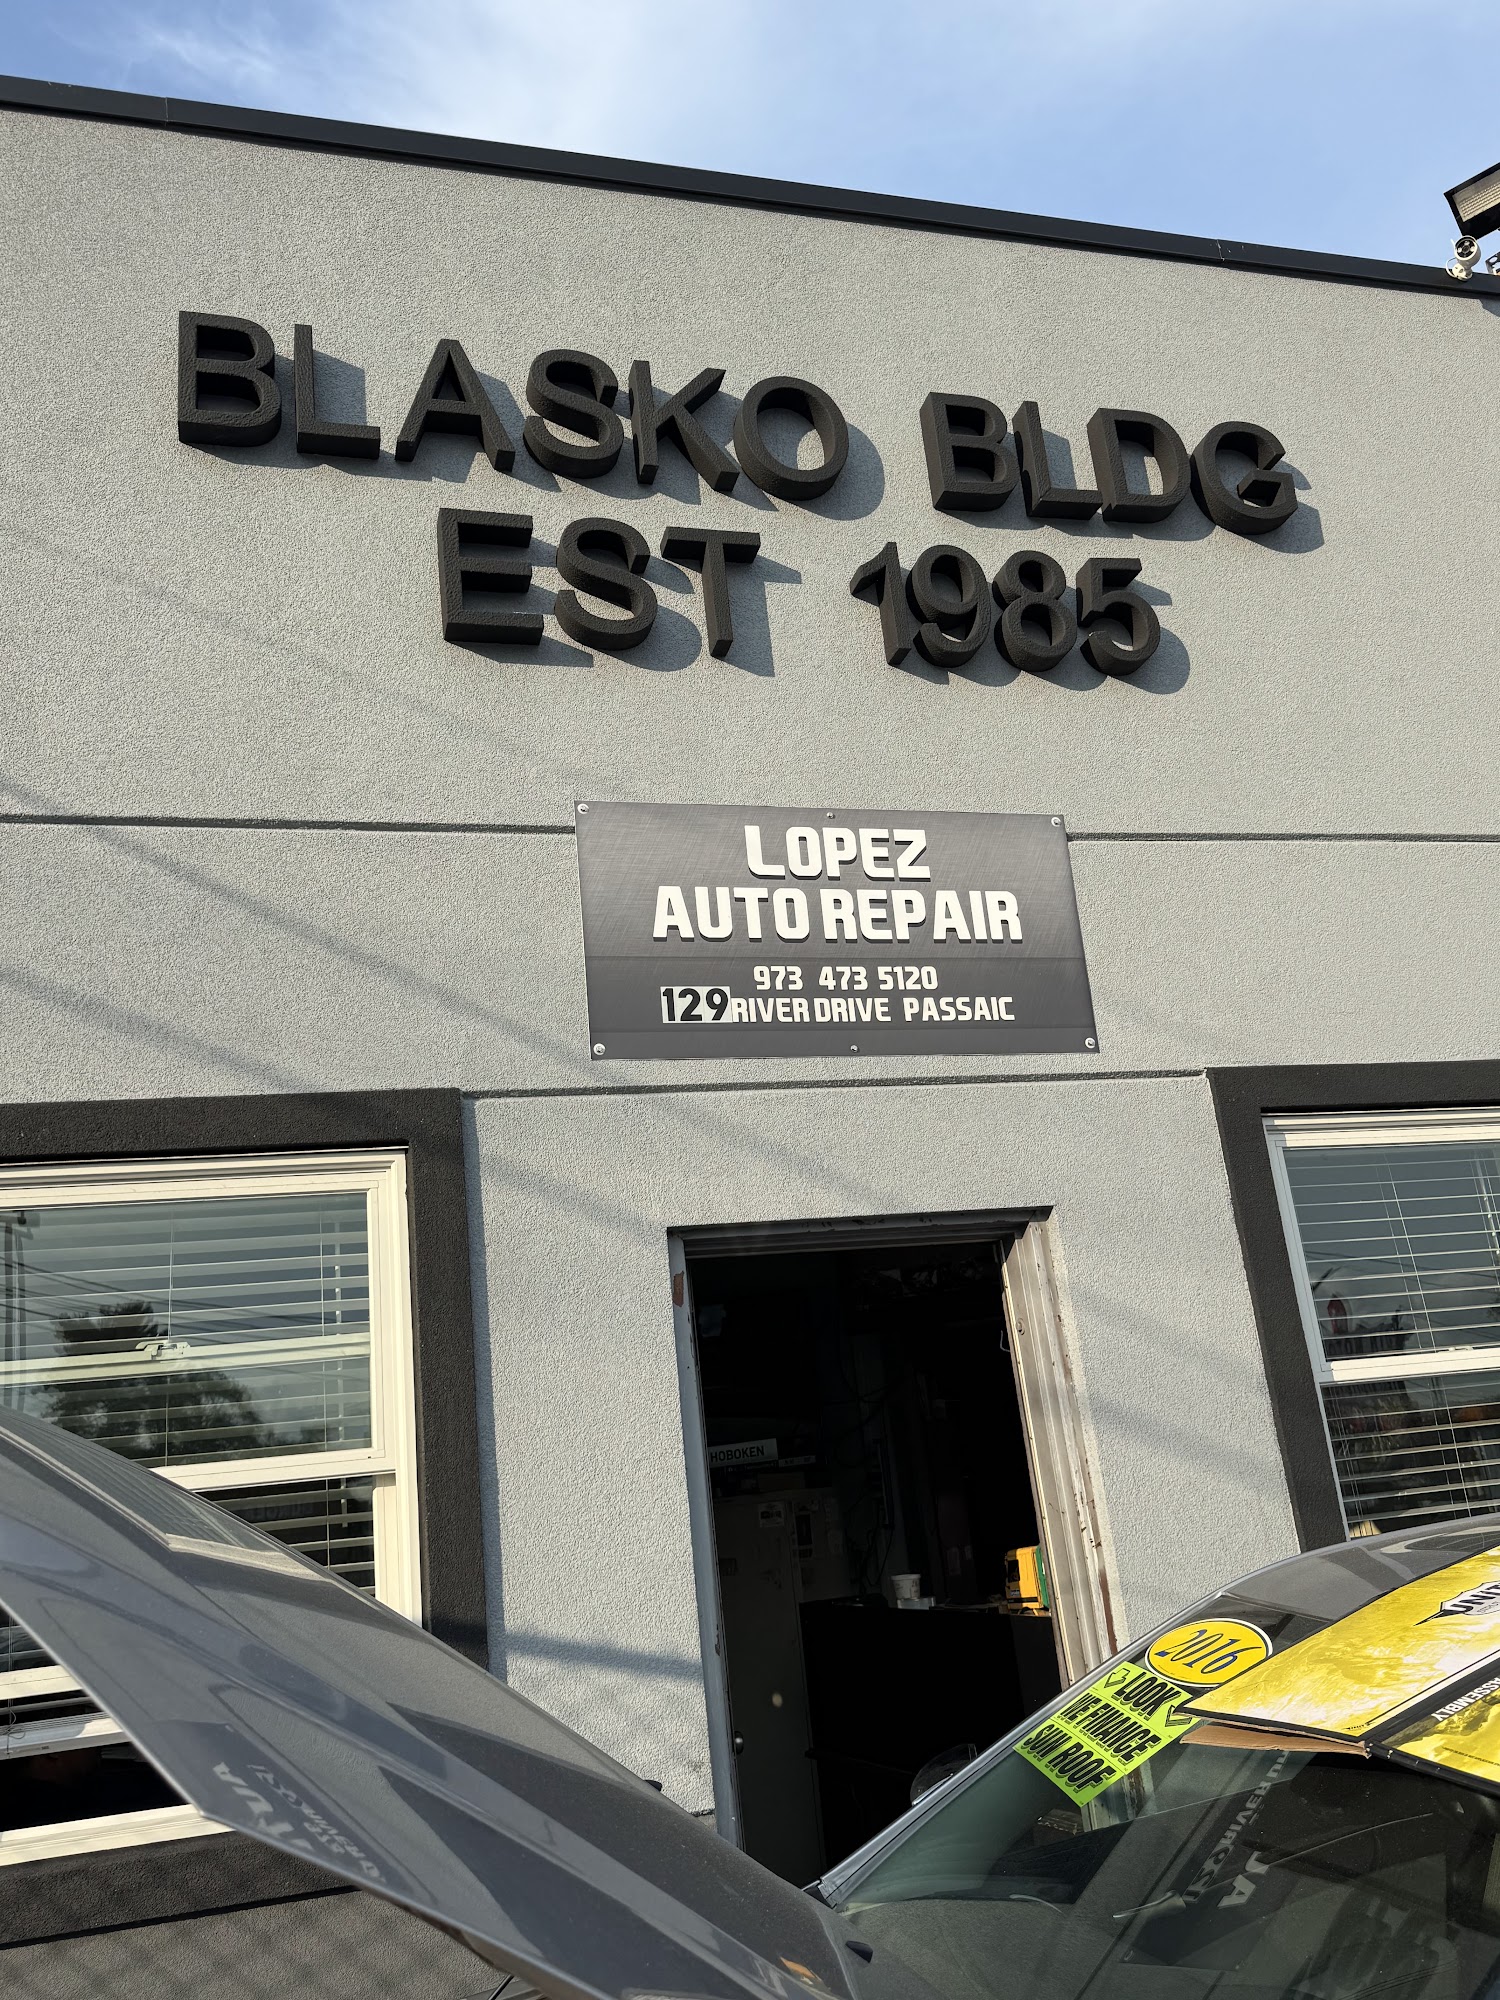 BLASKO BLDG
EST 1985
LOPEZ
AUTO REPAIR
973 473 5120
129 RIVER DRIVE PASSAIC
HOBOKEN
2016
LOOK
WE FINANCE
SUN ROOF
ASSEMBLY